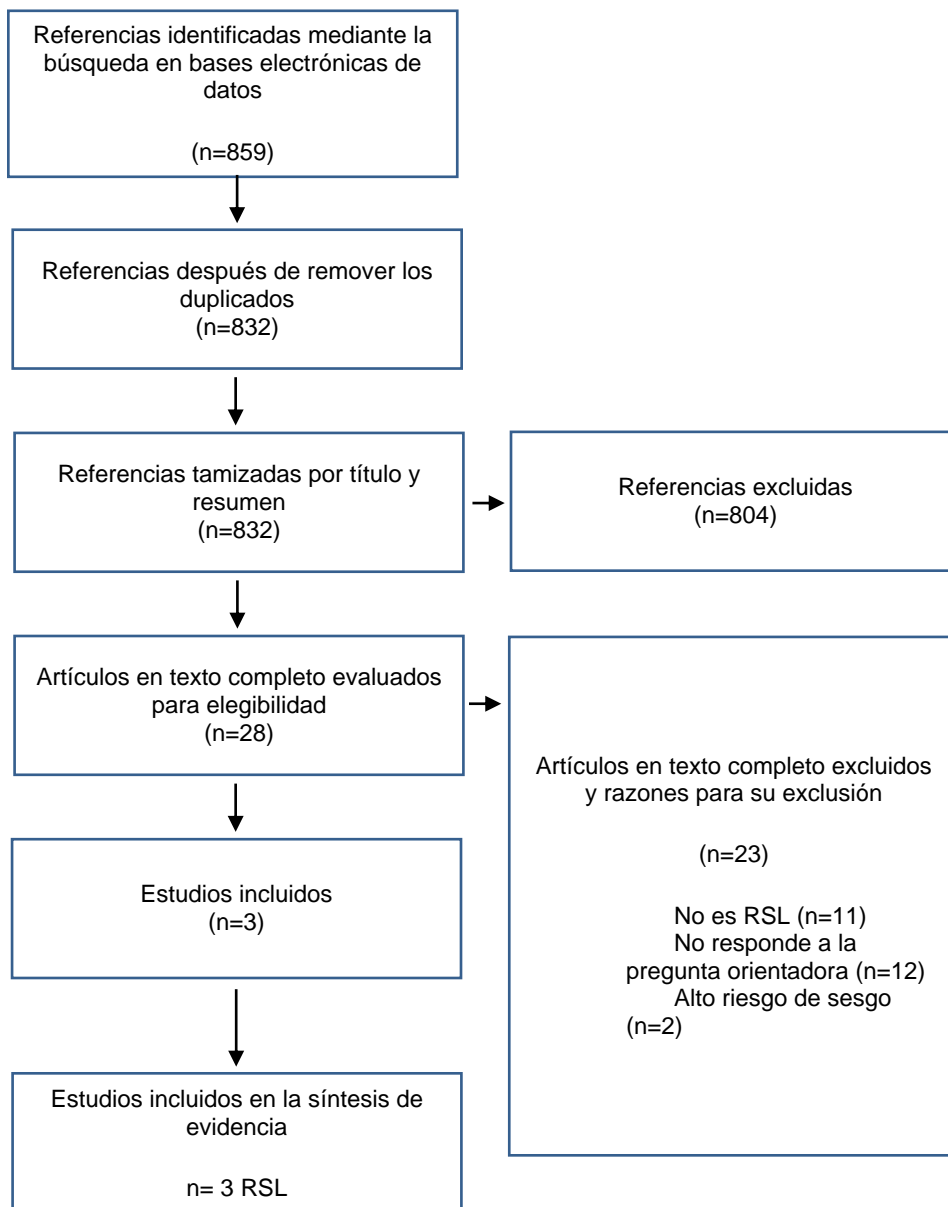 Referencias identificadas mediante la
búsqueda en bases electrónicas de
datos
(n=859)
Referencias después de remover los
duplicados
(n=832)
Referencias tamizadas por título y
resumen
(n=832)
Referencias excluidas
(n=804)
Artículos en texto completo evaluados
para elegibilidad
(n=28)
Artículos en texto completo excluidos
y razones para su exclusión
(n=23)
No es RSL (n=11)
No responde a la
pregunta orientadora (n=12)
Alto riesgo de sesgo
(n=2)
Estudios incluidos
(n=3)
Estudios incluidos en la síntesis de
evidencia
n= 3 RSL